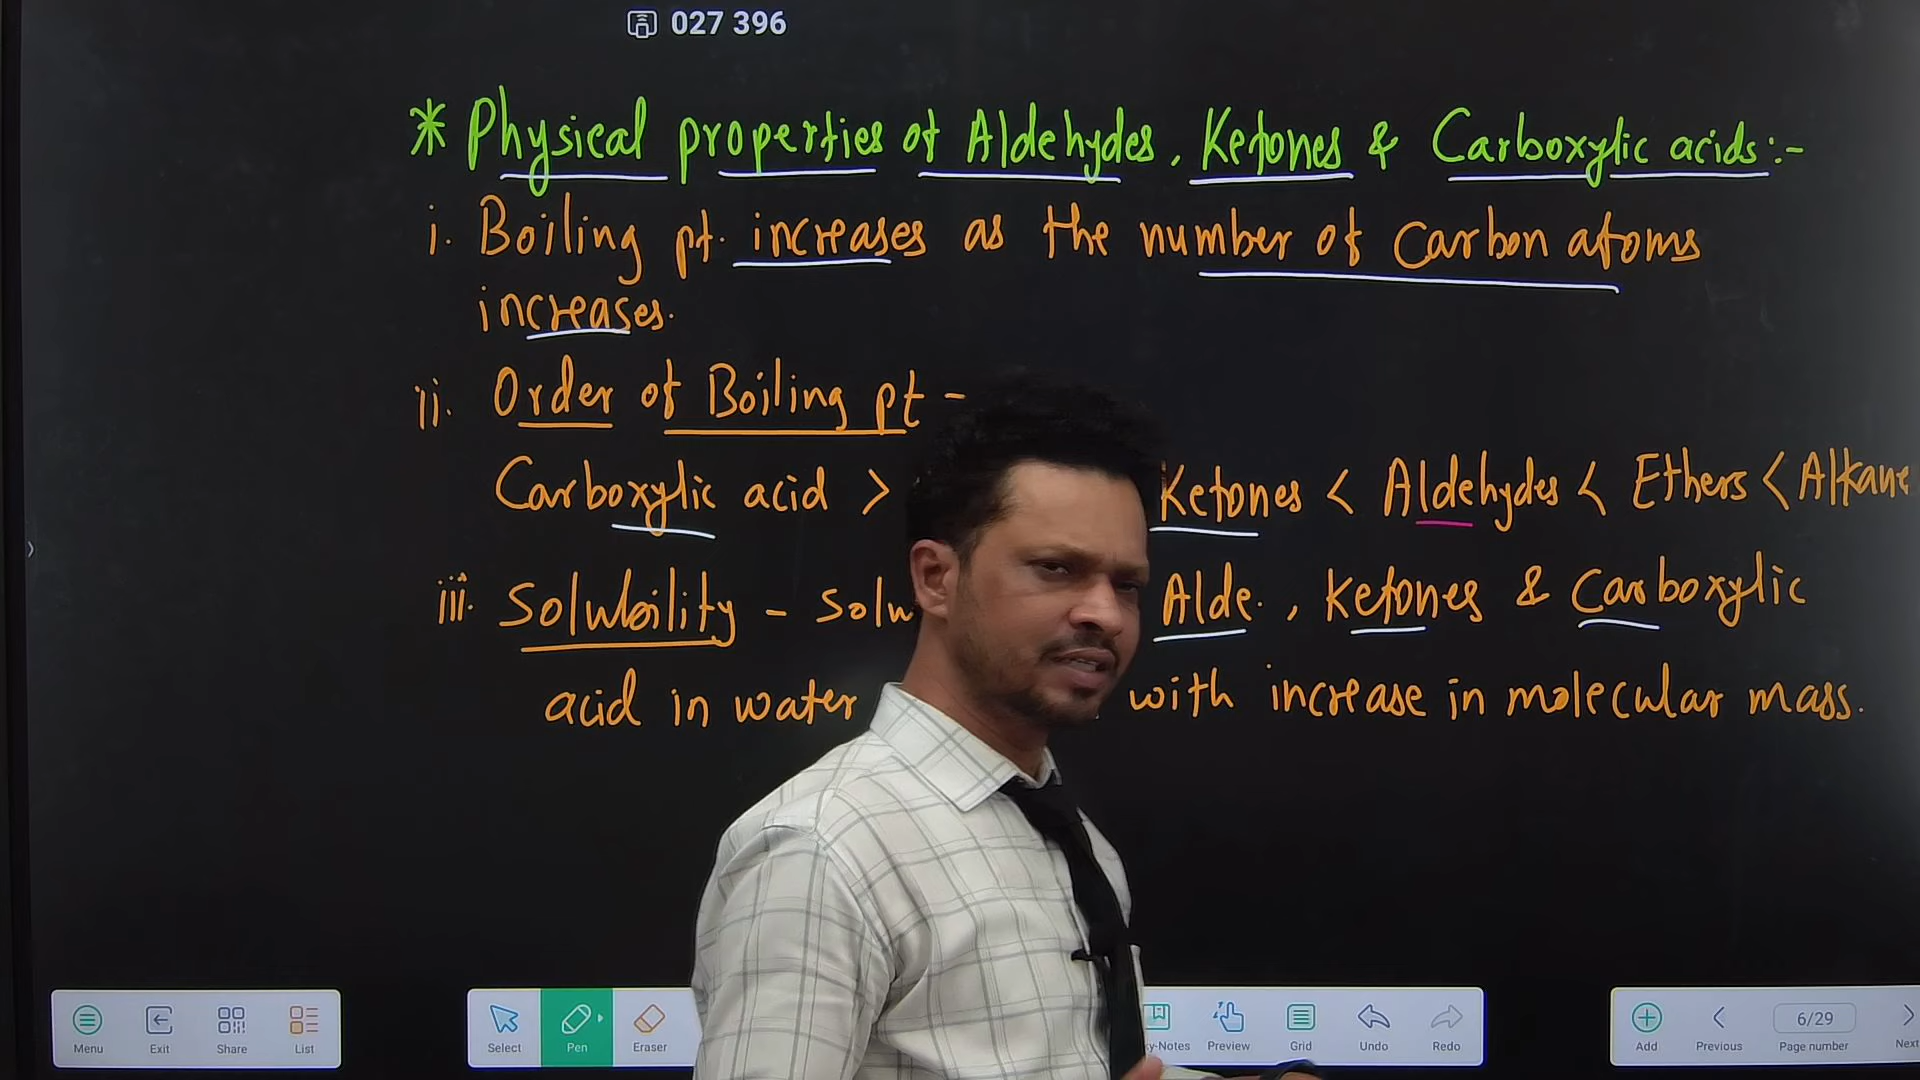 027 396
* Physical properties of Aldehydes, Ketones & Carboxylic acids:-
i. Boiling pt. increases as the number of carbon atoms
increases.
ii. Order of Boiling pt -
Carboxylic acid > Ketones < Aldehydes < Ethers < Alkane
iii. Solubility - Alde., Ketones & Carboxylic
acid in water with increase in molecular mass.
Menu Exit Share List Select Pen Eraser Preview Grid Undo Redo Add Previous 6/29 Page number Next